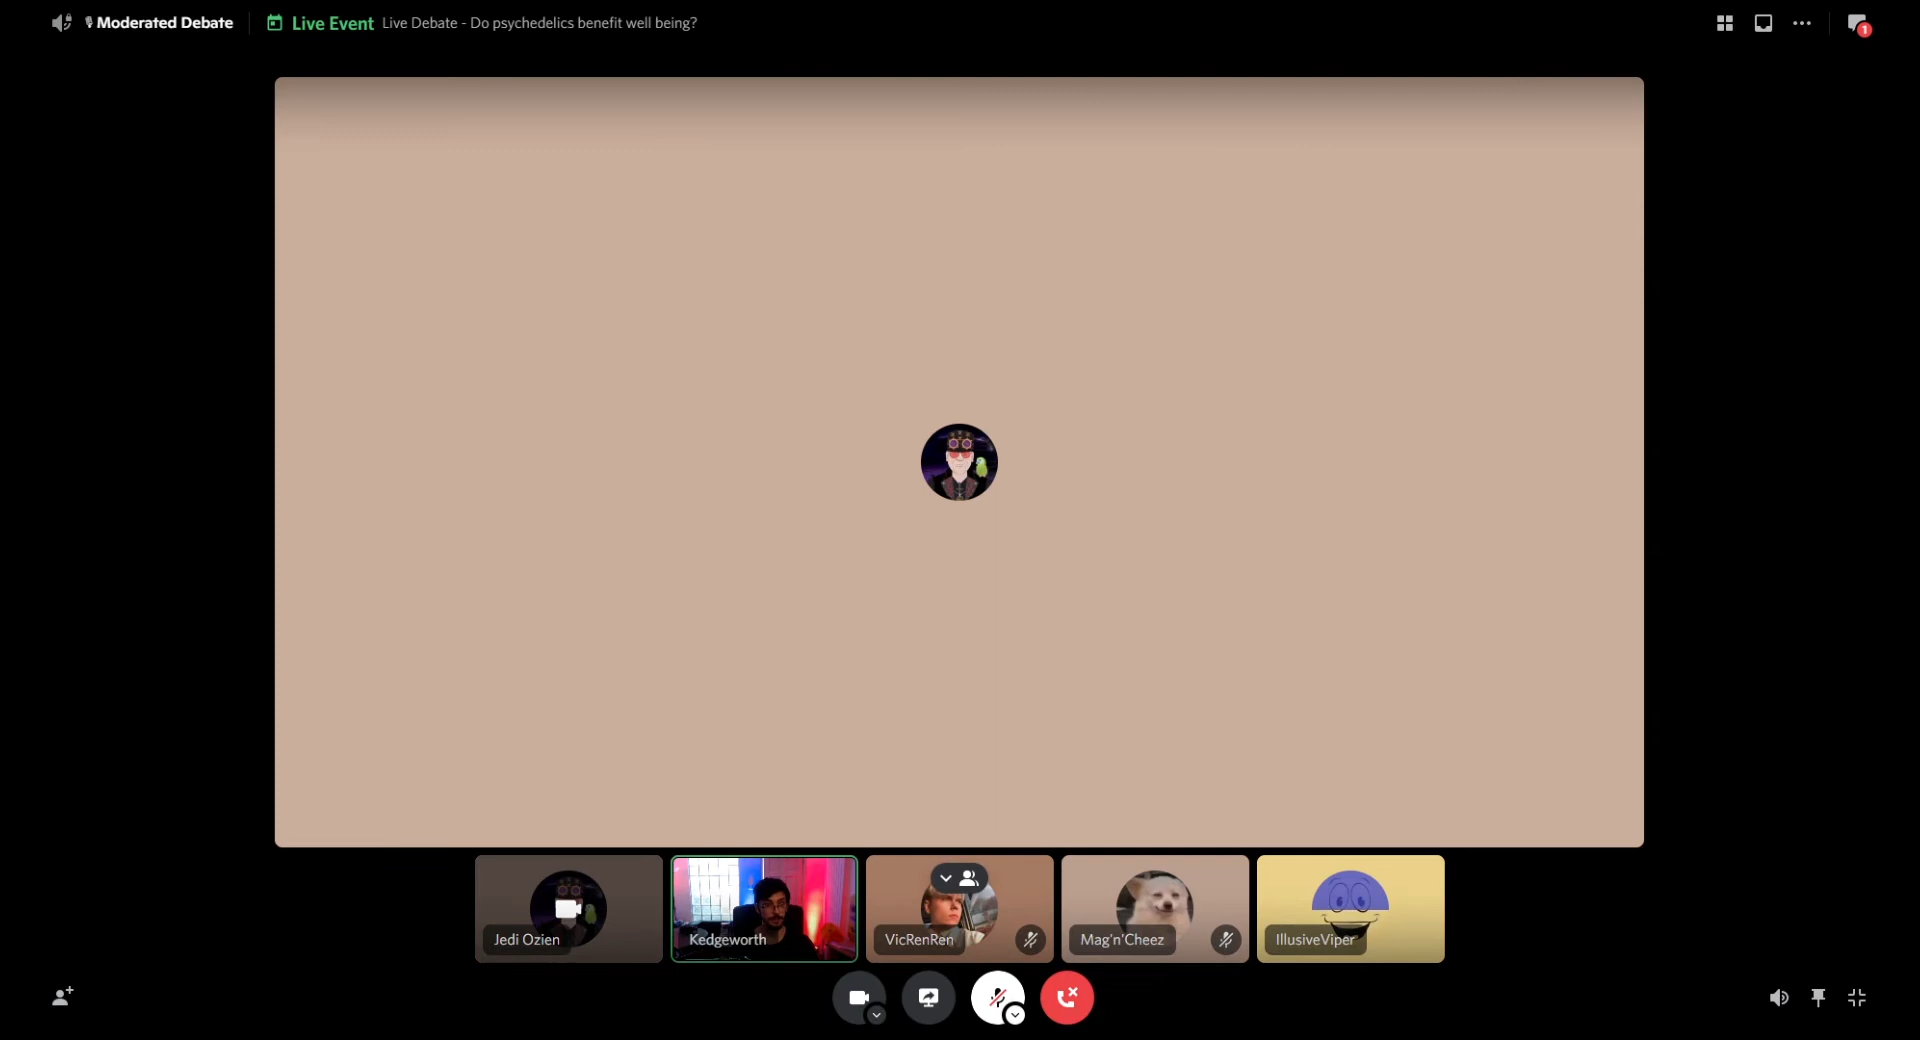 Moderated Debate
Live Event Live Debate - Do psychedelics benefit well being?
1
Jedi Ozien
Kedgeworth
VicRenRen
Mag'n'Cheez
IllusiveViper